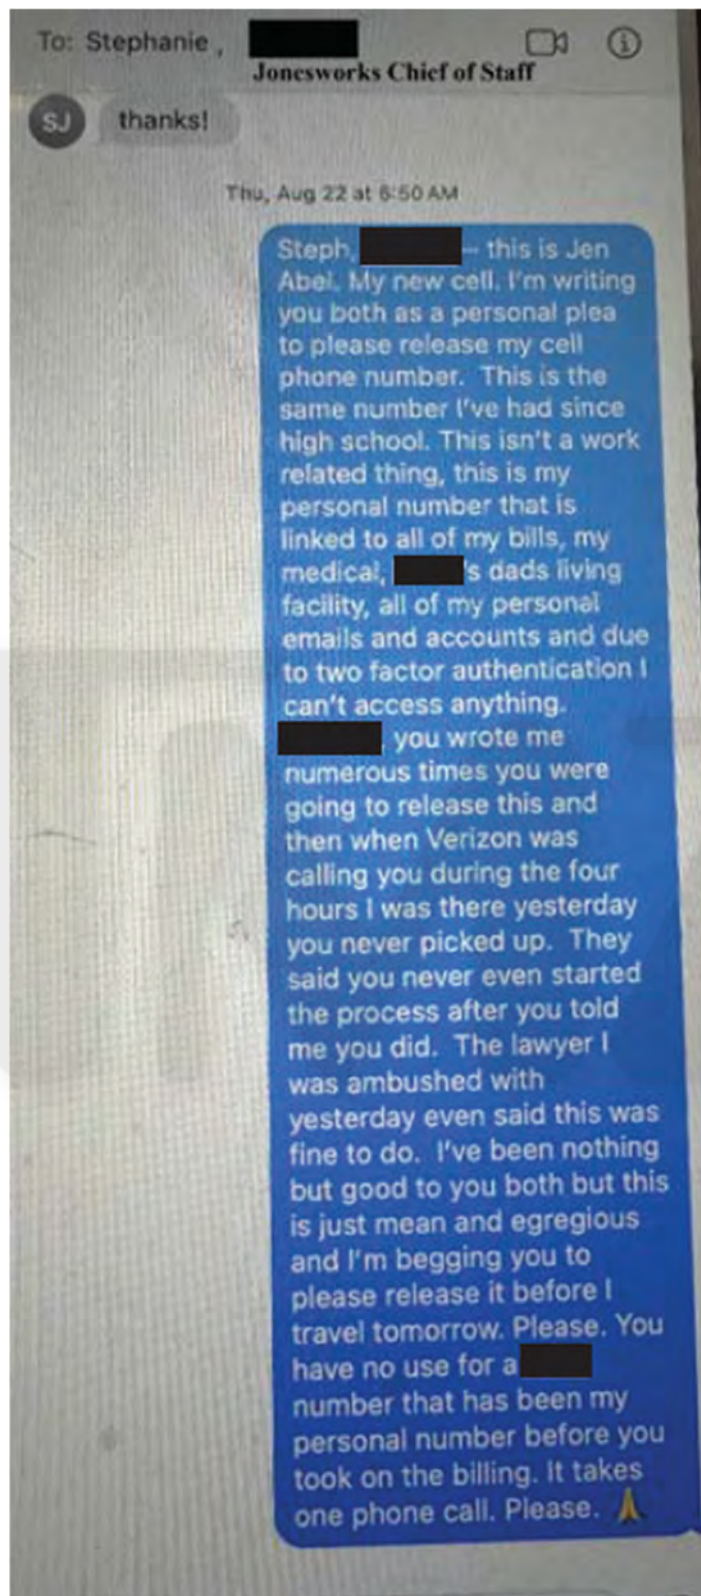 To: Stephanie ,
Jonesworks Chief of Staff
SJ
thanks!
Thu, Aug 22 at 6:50 AM
Steph, – this is Jen
Abel. My new cell. I'm writing
you both as a personal plea
to please release my cell
phone number. This is the
same number I've had since
high school. This isn't a work
related thing, this is my
personal number that is
linked to all of my bills, my
medical, 's dads living
facility, all of my personal
emails and accounts and due
to two factor authentication I
can't access anything.
, you wrote me
numerous times you were
going to release this and
then when Verizon was
calling you during the four
hours I was there yesterday
you never picked up. They
said you never even started
the process after you told
me you did. The lawyer I
was ambushed with
yesterday even said this was
fine to do. I've been nothing
but good to you both but this
is just mean and egregious
and I'm begging you to
please release it before I
travel tomorrow. Please. You
have no use for a
number that has been my
personal number before you
took on the billing. It takes
one phone call. Please. 🙏